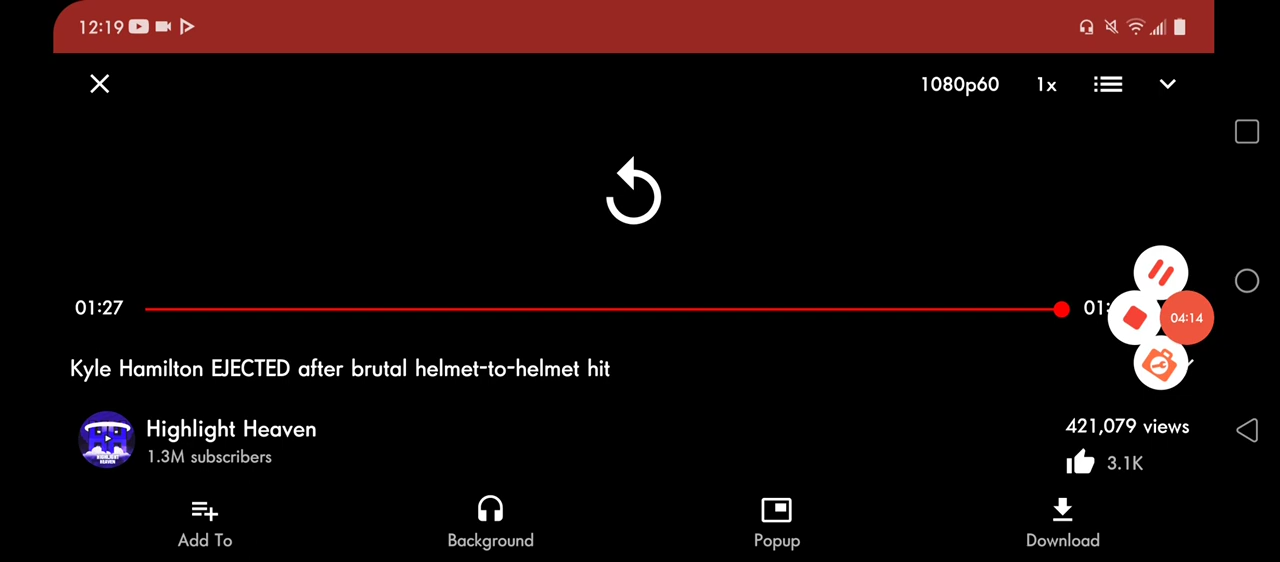 12:19
1080p60 1x
01:27 01:
04:14
Kyle Hamilton EJECTED after brutal helmet-to-helmet hit
Highlight Heaven
421,079 views
1.3M subscribers
3.1K
Add To Background Popup Download